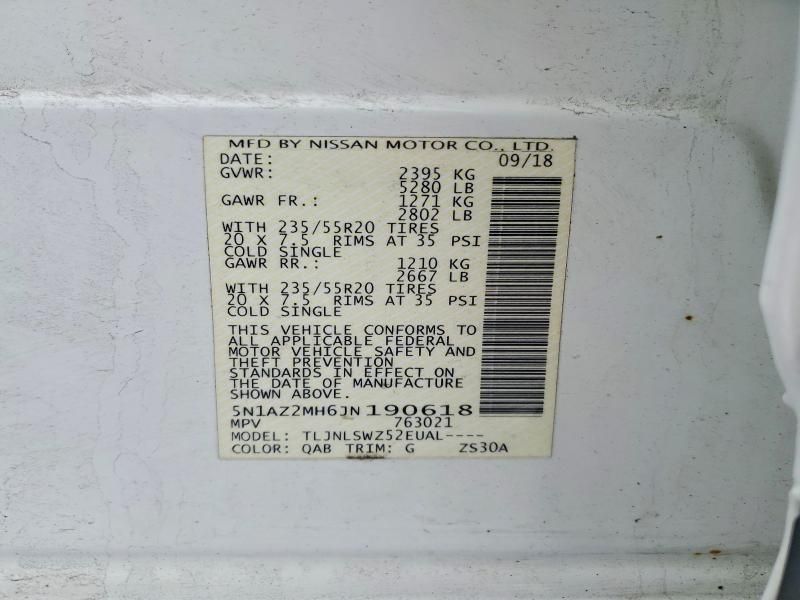 MFD BY NISSAN MOTOR CO., LTD.
DATE: 09/18
GVWR: 2395 KG
5280 LB
GAWR FR.: 1271 KG
2802 LB
WITH 235/55R20 TIRES
20 X 7.5 RIMS AT 35 PSI
COLD SINGLE
GAWR RR.: 1210 KG
2667 LB
WITH 235/55R20 TIRES
20 X 7.5 RIMS AT 35 PSI
COLD SINGLE
THIS VEHICLE CONFORMS TO
ALL APPLICABLE FEDERAL
MOTOR VEHICLE SAFETY AND
THEFT PREVENTION
STANDARDS IN EFFECT ON
THE DATE OF MANUFACTURE
SHOWN ABOVE.
5N1AZ2MH6JN190618
MPV 763021
MODEL: TLJNLSWZ52EUAL----
COLOR: QAB TRIM: G ZS30A